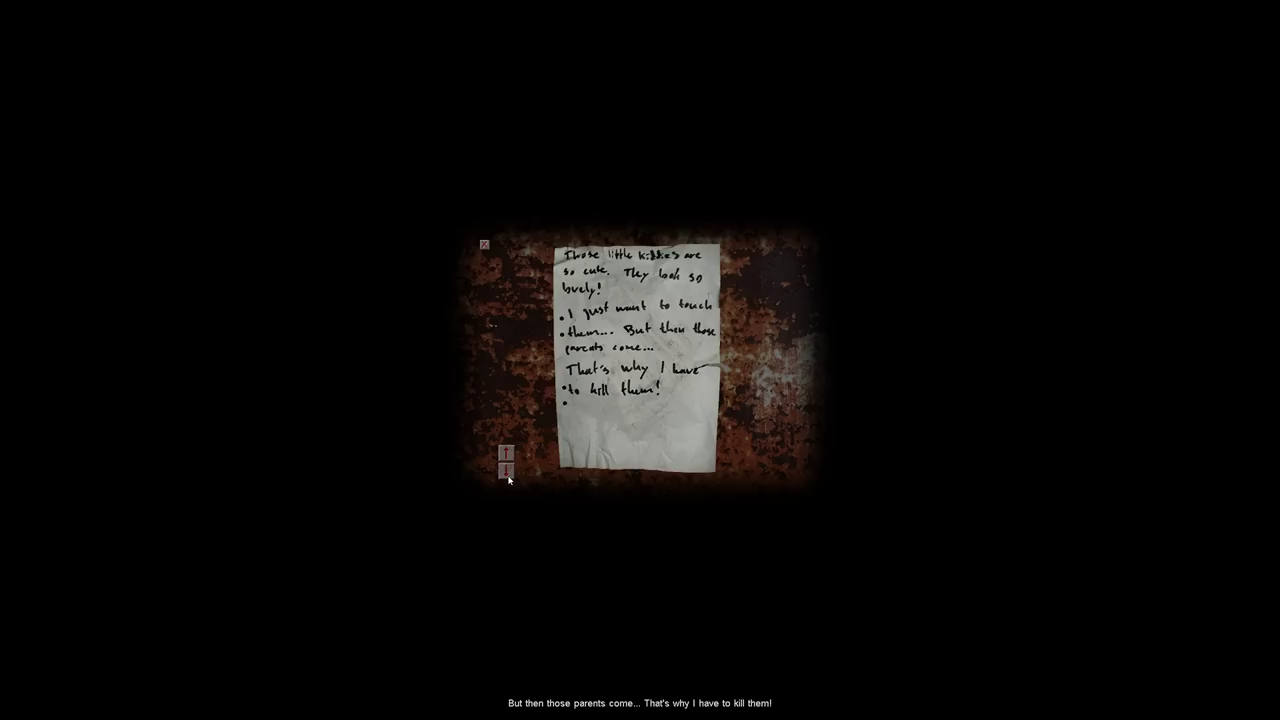 Those little kiddies are
so cute. They look so
lovely!
I just want to touch
them... But then those
parents come...
That's why I have
to kill them!
But then those parents come... That's why I have to kill them!